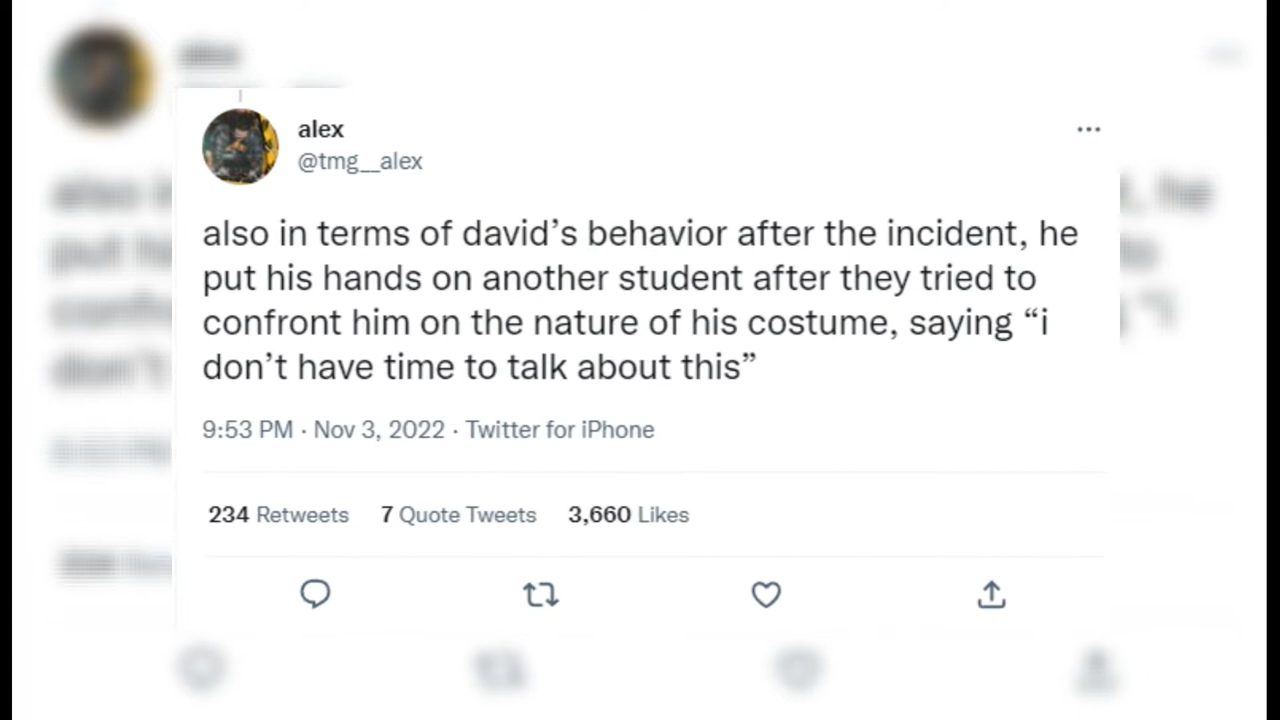 alex
@tmg__alex
also in terms of david’s behavior after the incident, he
put his hands on another student after they tried to
confront him on the nature of his costume, saying “i
don’t have time to talk about this”
9:53 PM · Nov 3, 2022 · Twitter for iPhone
234 Retweets 7 Quote Tweets 3,660 Likes